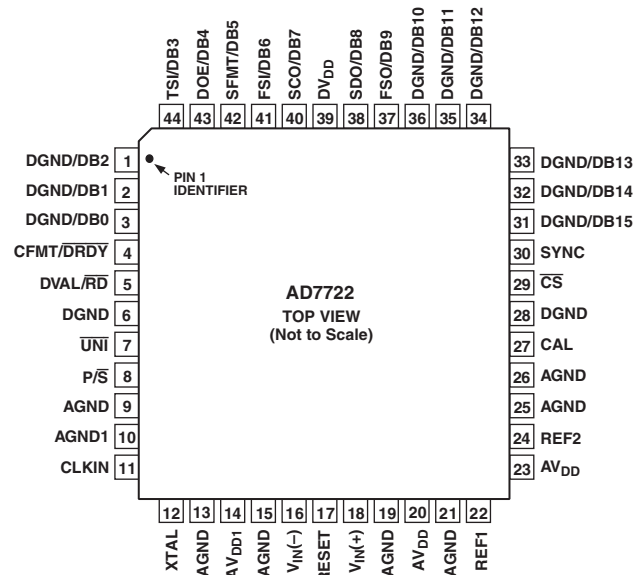 44 TSI/DB3
43 DOE/DB4
42 SFMT/DB5
41 FSI/DB6
40 SCO/DB7
39 DVDD
38 SDO/DB8
37 FSO/DB9
36 DGND/DB10
35 DGND/DB11
34 DGND/DB12
DGND/DB2 1
DGND/DB1 2
DGND/DB0 3
CFMT/D̅R̅D̅Y̅ 4
DVAL/R̅D̅ 5
DGND 6
U̅N̅I̅ 7
P/S̅ 8
AGND 9
AGND1 10
CLKIN 11
PIN 1
IDENTIFIER
AD7722
TOP VIEW
(Not to Scale)
33 DGND/DB13
32 DGND/DB14
31 DGND/DB15
30 SYNC
29 C̅S̅
28 DGND
27 CAL
26 AGND
25 AGND
24 REF2
23 AVDD
12 XTAL
13 AGND
14 AVDD1
15 AGND
16 VIN(–)
17 RESET
18 VIN(+)
19 AGND
20 AVDD
21 AGND
22 REF1